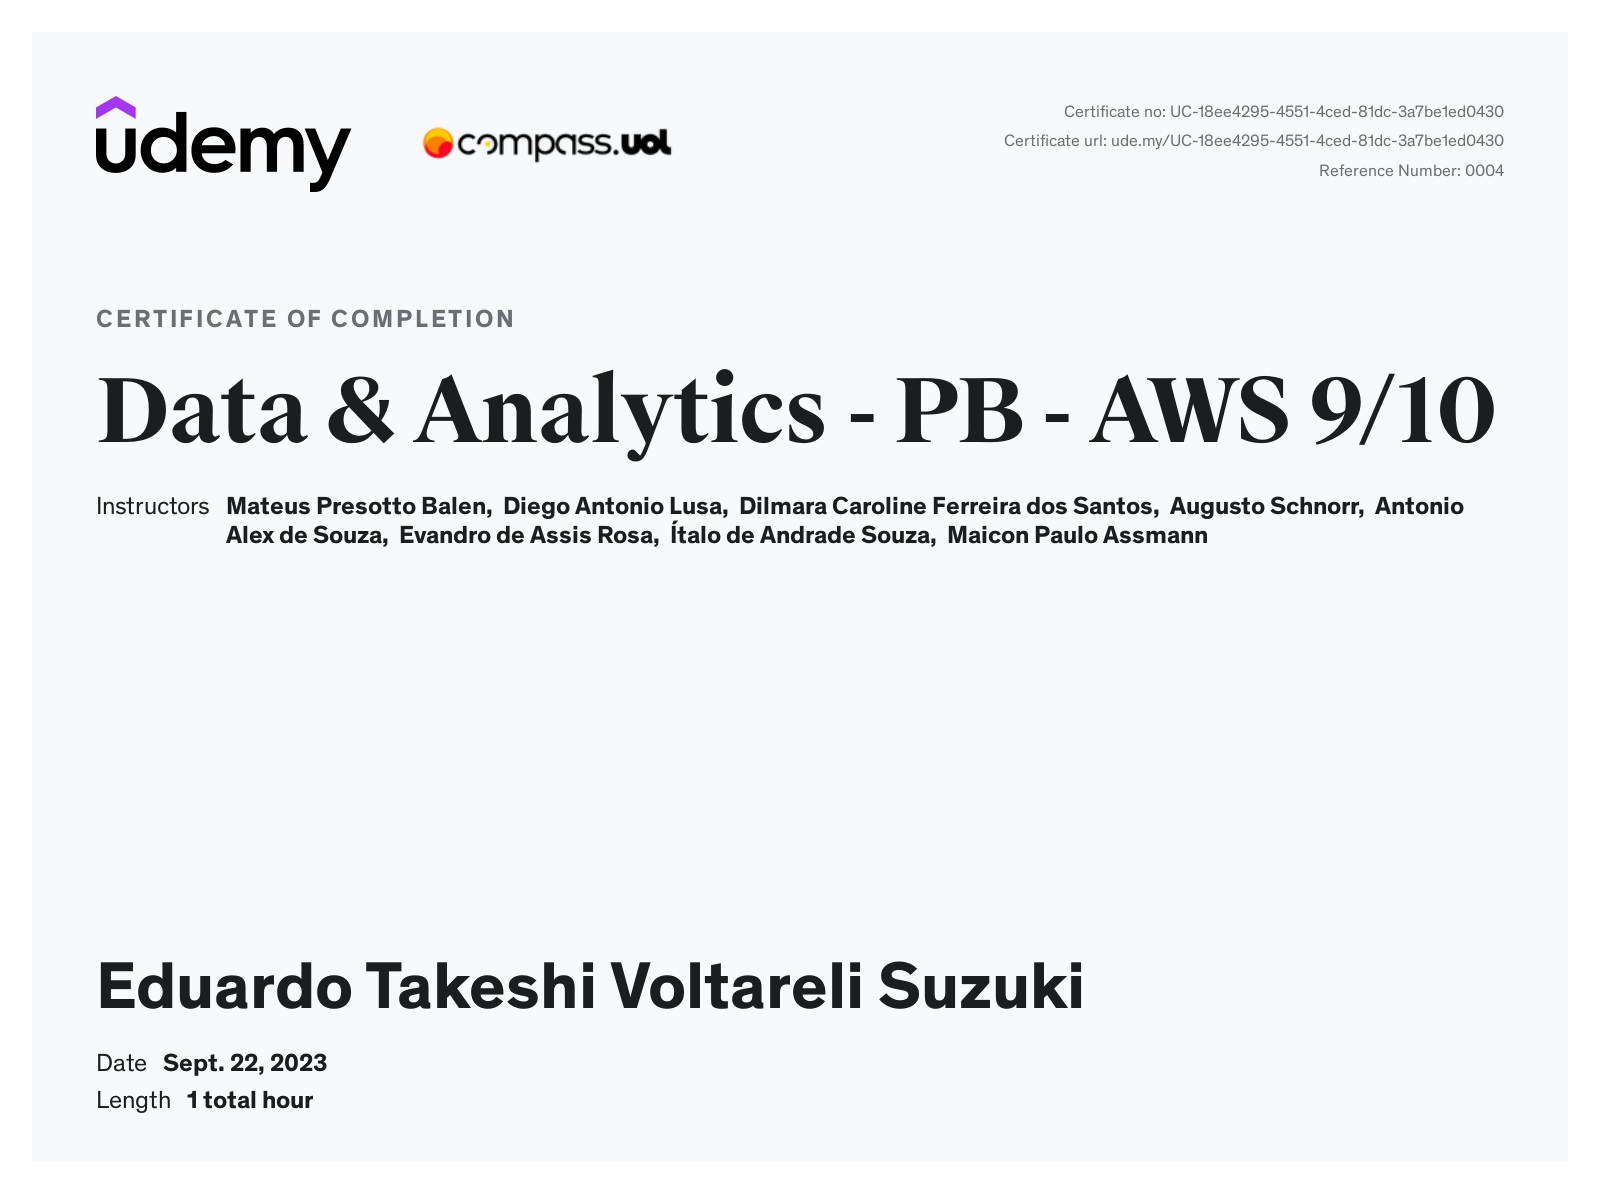 udemy
compass.uol
Certificate no: UC-18ee4295-4551-4ced-81dc-3a7be1ed0430
Certificate url: ude.my/UC-18ee4295-4551-4ced-81dc-3a7be1ed0430
Reference Number: 0004
CERTIFICATE OF COMPLETION
Data & Analytics - PB - AWS 9/10
Instructors Mateus Presotto Balen, Diego Antonio Lusa, Dilmara Caroline Ferreira dos Santos, Augusto Schnorr, Antonio
Alex de Souza, Evandro de Assis Rosa, Ítalo de Andrade Souza, Maicon Paulo Assmann
Eduardo Takeshi Voltareli Suzuki
Date Sept. 22, 2023
Length 1 total hour